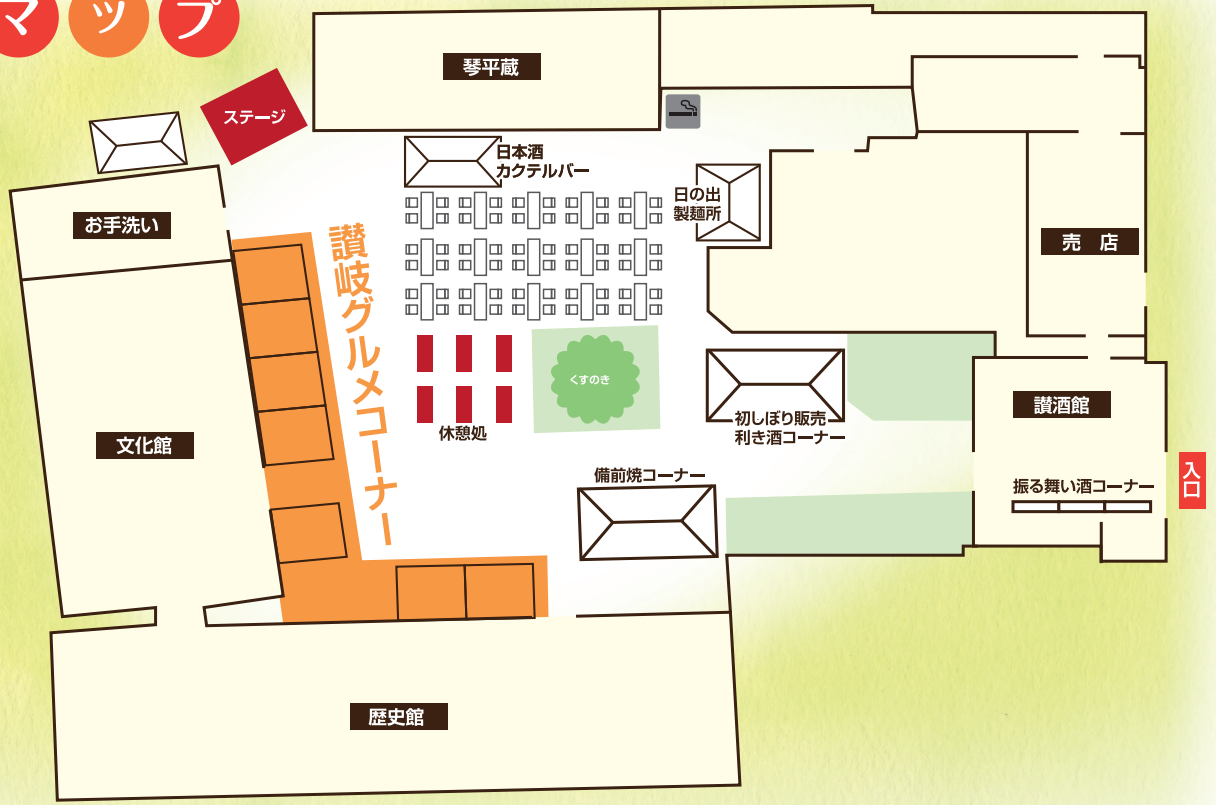 マップ
琴平蔵
ステージ
日本酒
カクテルバー
日の出
製麺所
お手洗い
売 店
讃岐グルメコーナー
くすのき
讃酒館
初しぼり販売
利き酒コーナー
休憩処
文化館
備前焼コーナー
振る舞い酒コーナー
入口
歴史館